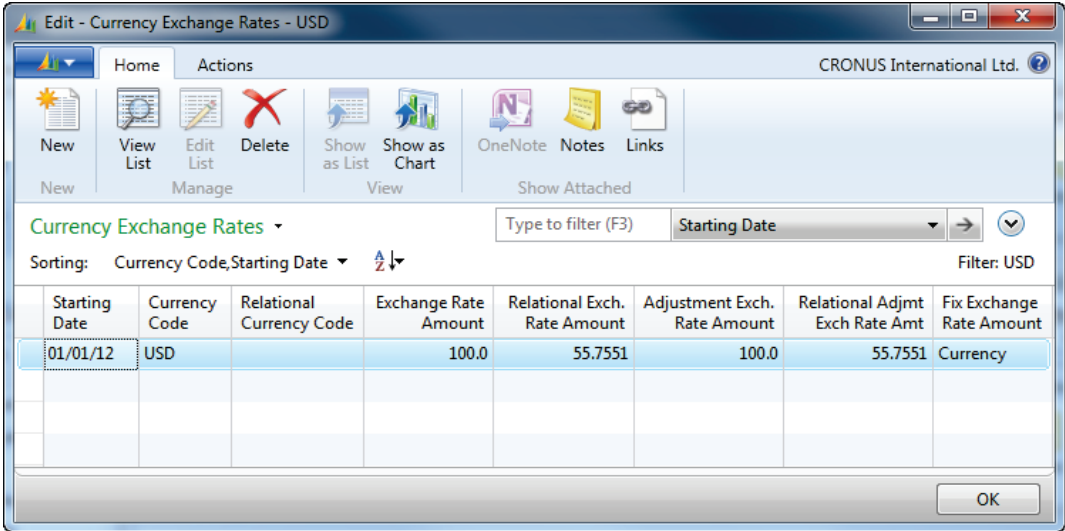 Edit - Currency Exchange Rates - USD
Home Actions CRONUS International Ltd.
New View List Edit List Delete Show as List Show as Chart OneNote Notes Links
New Manage View Show Attached
Currency Exchange Rates Type to filter (F3) Starting Date
Sorting: Currency Code,Starting Date Filter: USD
Starting Date Currency Code Relational Currency Code Exchange Rate Amount Relational Exch. Rate Amount Adjustment Exch. Rate Amount Relational Adjmt Exch Rate Amt Fix Exchange Rate Amount
01/01/12 USD 100.0 55.7551 100.0 55.7551 Currency
OK